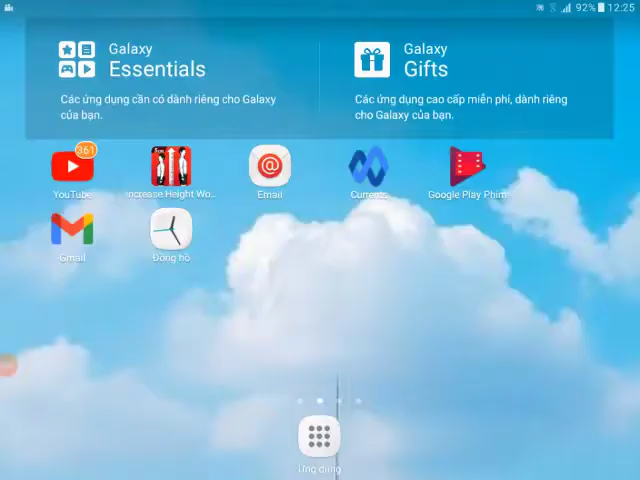 92% 12:25
Galaxy
Essentials
Các ứng dụng cần có dành riêng cho Galaxy
của bạn.
Galaxy
Gifts
Các ứng dụng cao cấp miễn phí, dành riêng
cho Galaxy của bạn.
361
YouTube
Increase Height Wo...
Email
Currents
Google Play Phim
Gmail
Đồng hồ
Ứng dụng